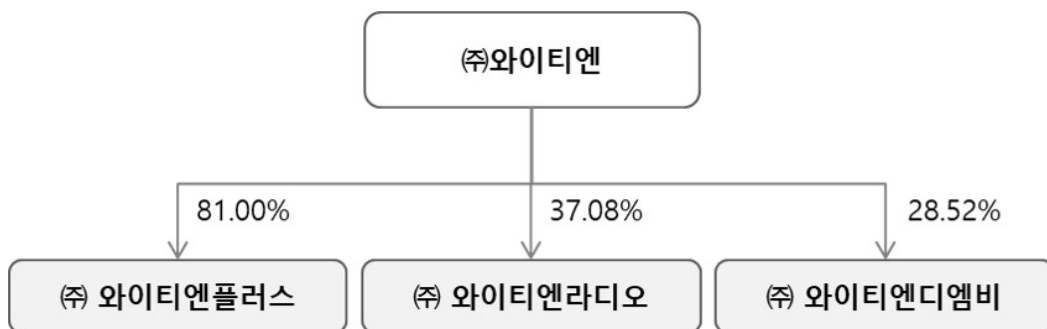 ㈜와이티엔
81.00%
37.08%
28.52%
㈜ 와이티엔플러스
㈜ 와이티엔라디오
㈜ 와이티엔디엠비